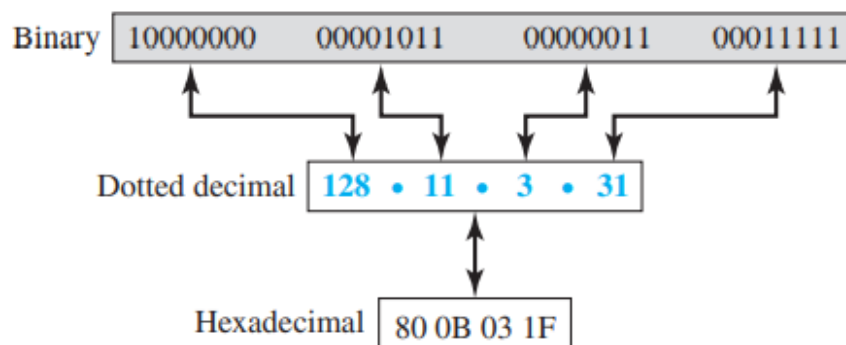 Binary 10000000 00001011 00000011 00011111
Dotted decimal 128 • 11 • 3 • 31
Hexadecimal 80 0B 03 1F